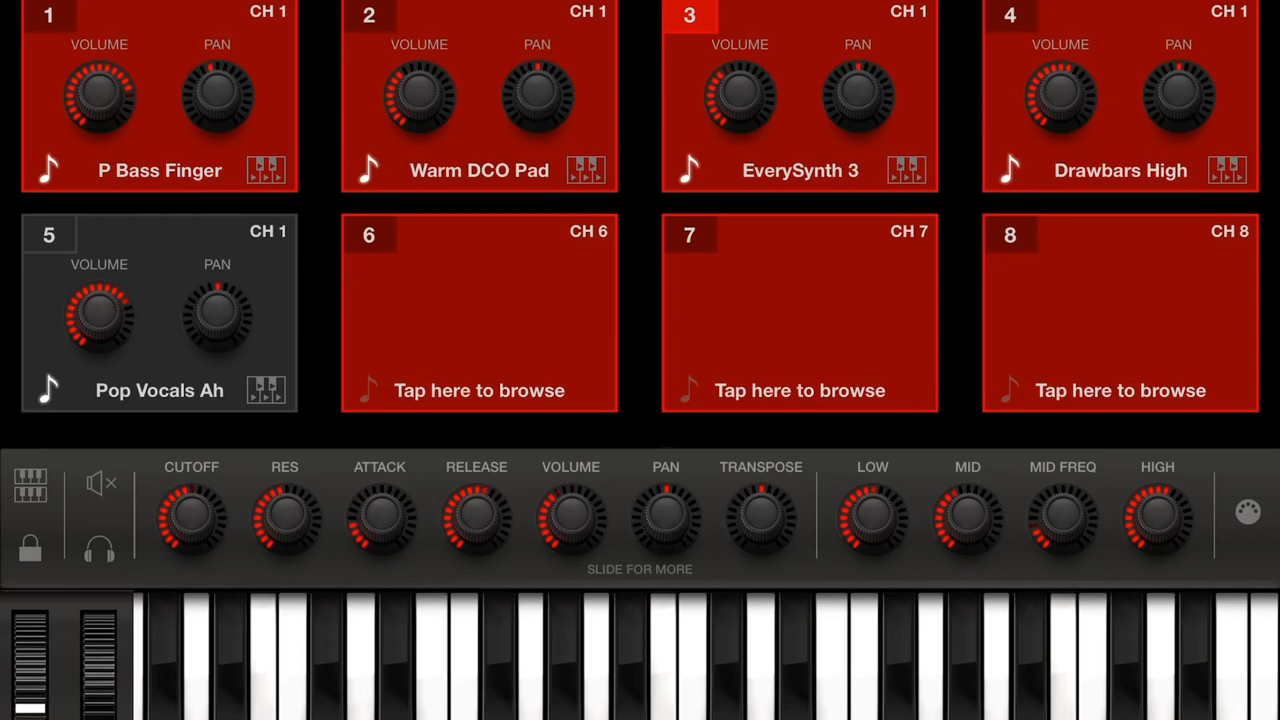 1 CH 1 2 CH 1 3 CH 1 4 CH 1
VOLUME PAN VOLUME PAN VOLUME PAN VOLUME PAN
P Bass Finger Warm DCO Pad EverySynth 3 Drawbars High
5 CH 1 6 CH 6 7 CH 7 8 CH 8
VOLUME PAN
Pop Vocals Ah Tap here to browse Tap here to browse Tap here to browse
CUTOFF RES ATTACK RELEASE VOLUME PAN TRANSPOSE LOW MID MID FREQ HIGH
SLIDE FOR MORE